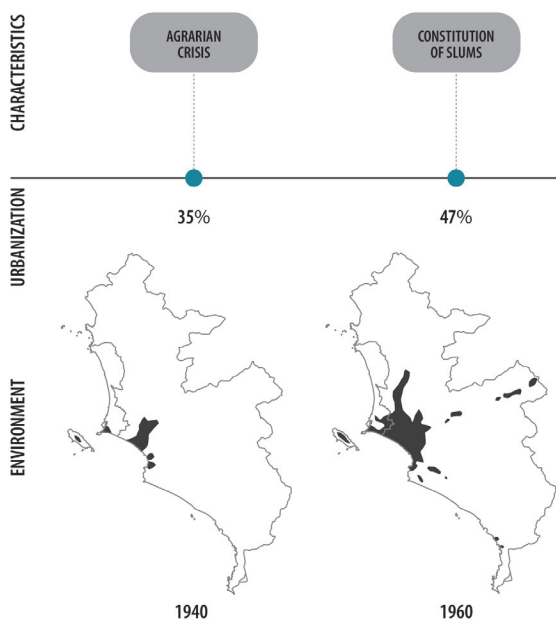 CHARACTERISTICS
AGRARIAN
CRISIS
CONSTITUTION
OF SLUMS
URBANIZATION
35%
47%
ENVIRONMENT
1940
1960